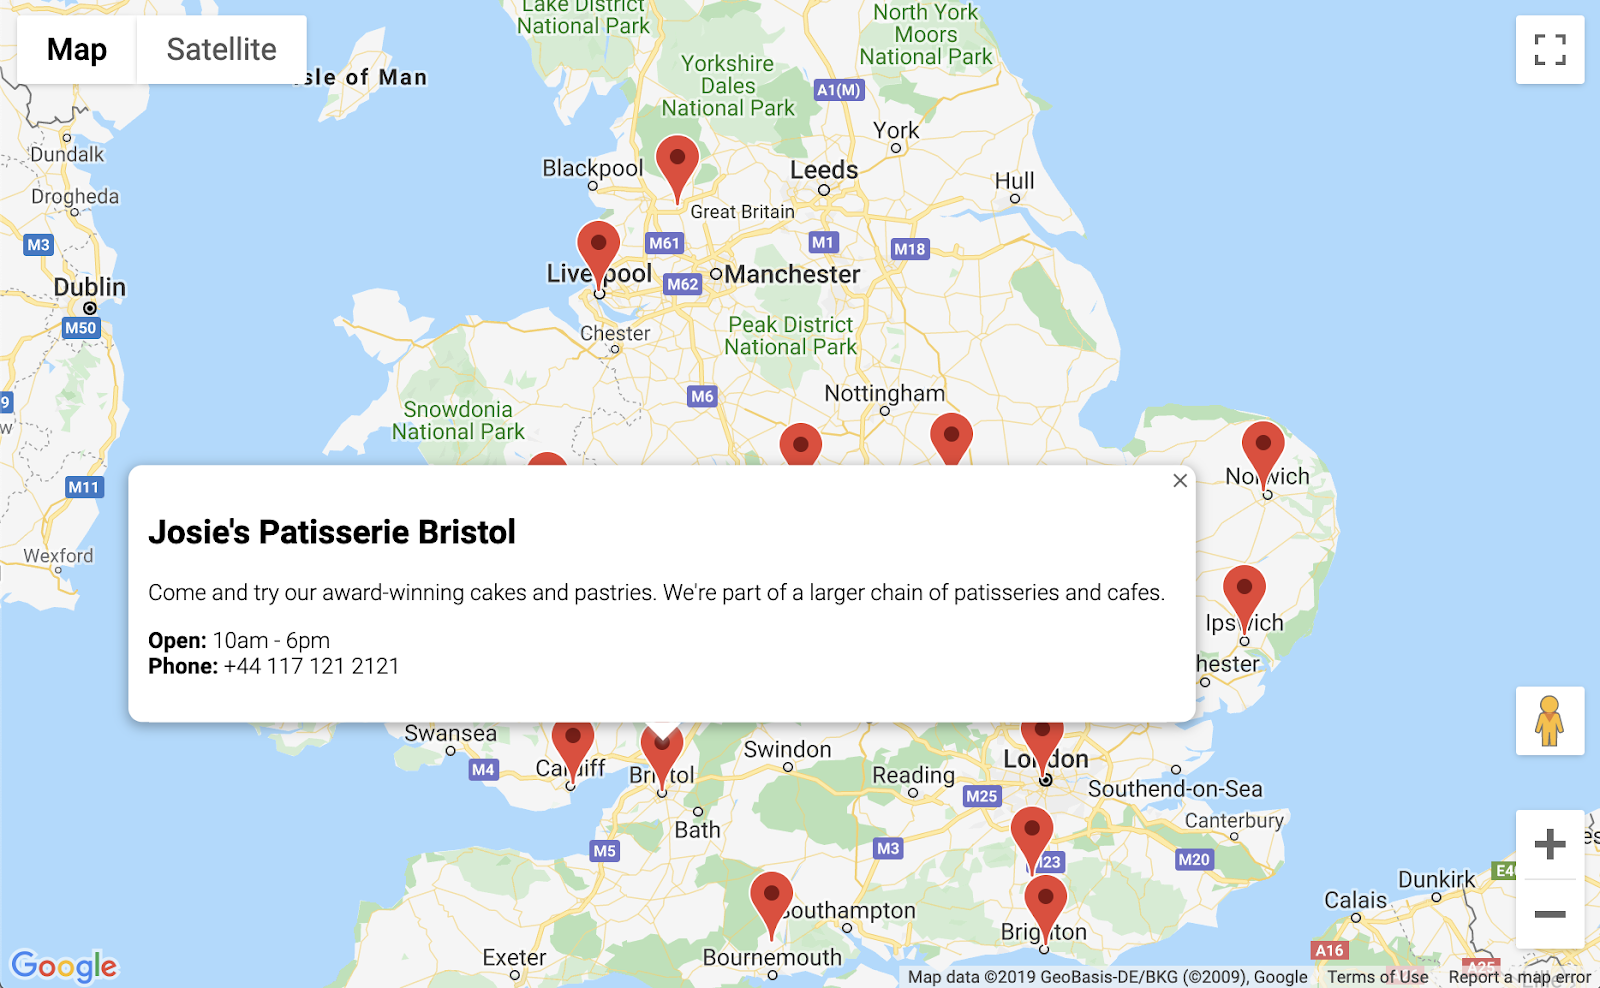 Map
Satellite
Lake District
National Park
North York
Moors
National Park
sle of Man
Yorkshire
Dales
National Park
A1(M)
York
Dundalk
Blackpool
Leeds
Hull
Drogheda
Great Britain
M3
M61
M1
M18
Liverpool
M62
Manchester
Dublin
M50
Chester
Peak District
National Park
M6
Nottingham
9
w
Snowdonia
National Park
M11
Norwich
Josie's Patisserie Bristol
Come and try our award-winning cakes and pastries. We're part of a larger chain of patisseries and cafes.
Open: 10am - 6pm
Phone: +44 117 121 2121
Wexford
Ipswich
hester
Swansea
M4
Cardiff
Bristol
Swindon
Reading
London
M25
Southend-on-Sea
Bath
Canterbury
M5
M3
M23
M20
E40
es
Dunkirk
Calais
Southampton
Brighton
Bournemouth
Exeter
A16
A25
Lille
Google
Map data ©2019 GeoBasis-DE/BKG (©2009), Google
Terms of Use
Report a map error